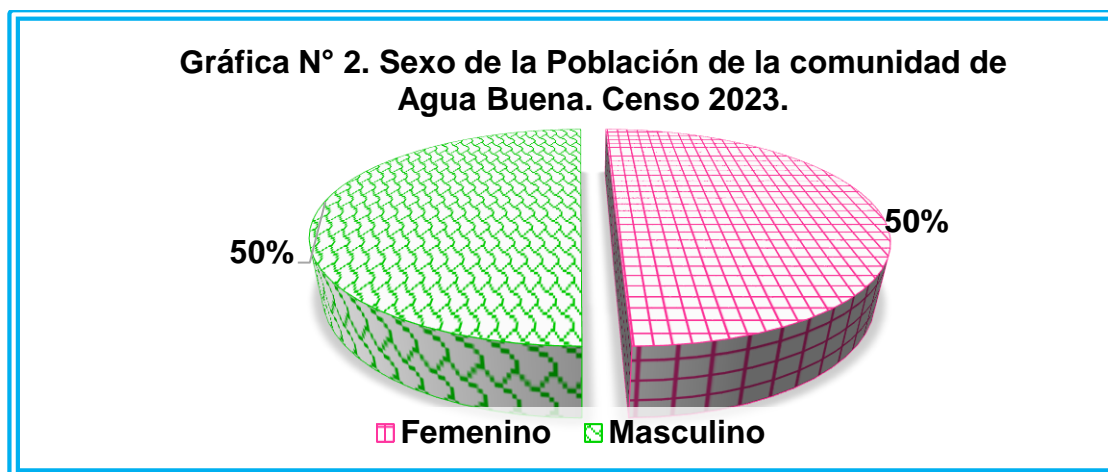 Gráfica N° 2. Sexo de la Población de la comunidad de
Agua Buena. Censo 2023.
50%
50%
Femenino Masculino